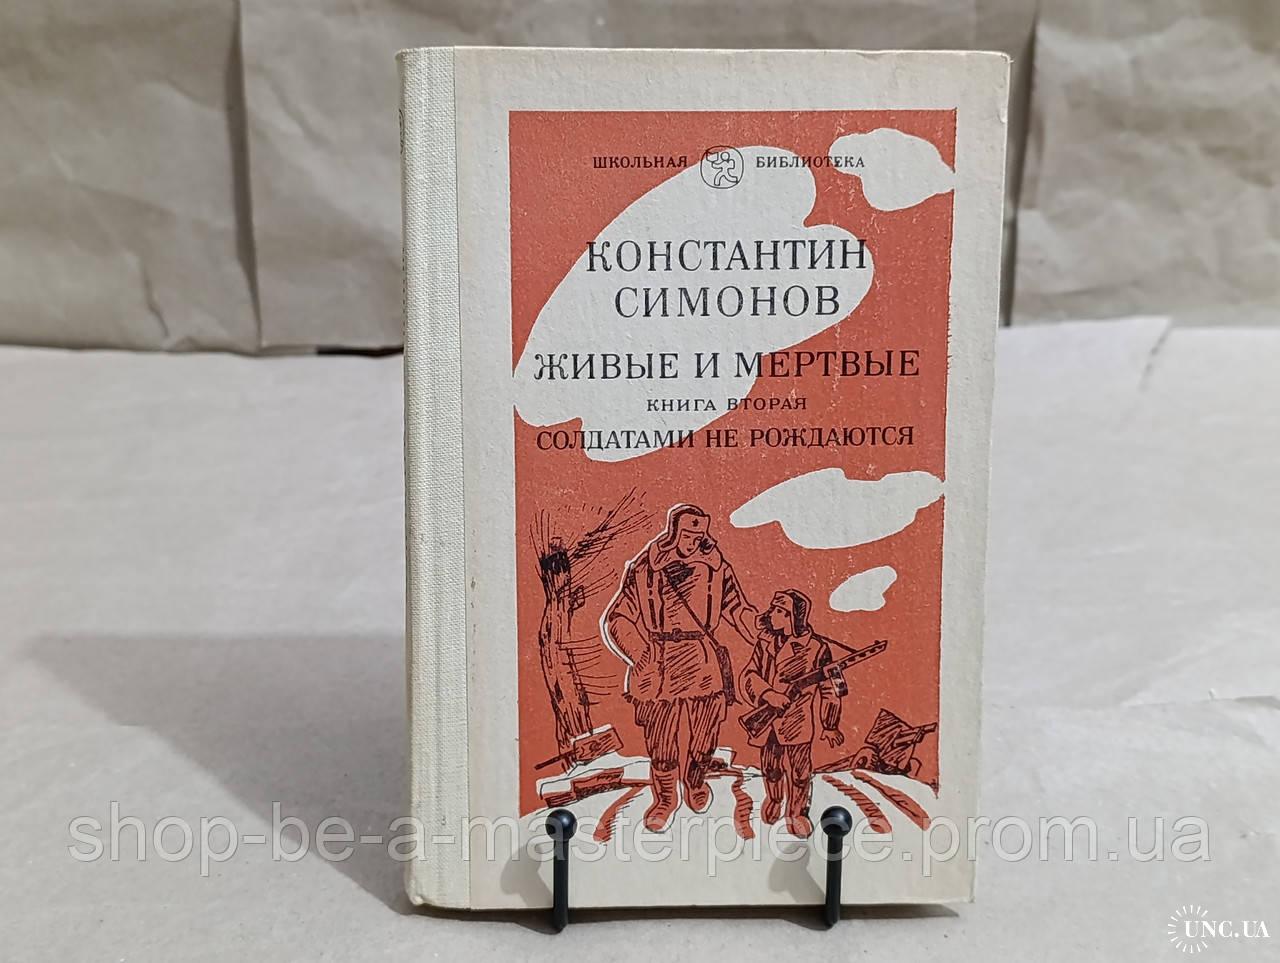 ШКОЛЬНАЯ БИБЛИОТЕКА
КОНСТАНТИН
СИМОНОВ
ЖИВЫЕ И МЕРТВЫЕ
КНИГА ВТОРАЯ
СОЛДАТАМИ НЕ РОЖДАЮТСЯ
shop-be-a-masterpiece.prom.ua
UNC.UA